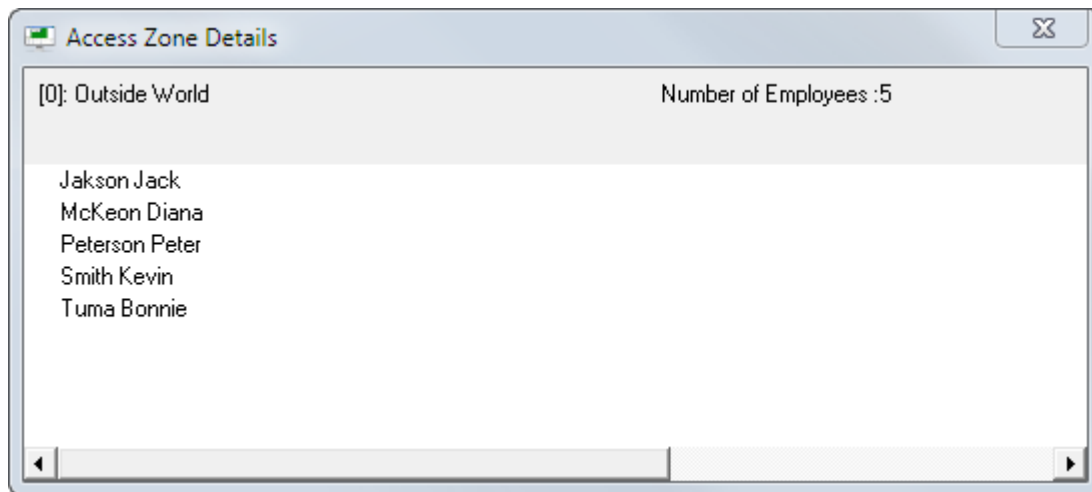 Access Zone Details
[0]: Outside World Number of Employees :5
Jakson Jack
McKeon Diana
Peterson Peter
Smith Kevin
Tuma Bonnie